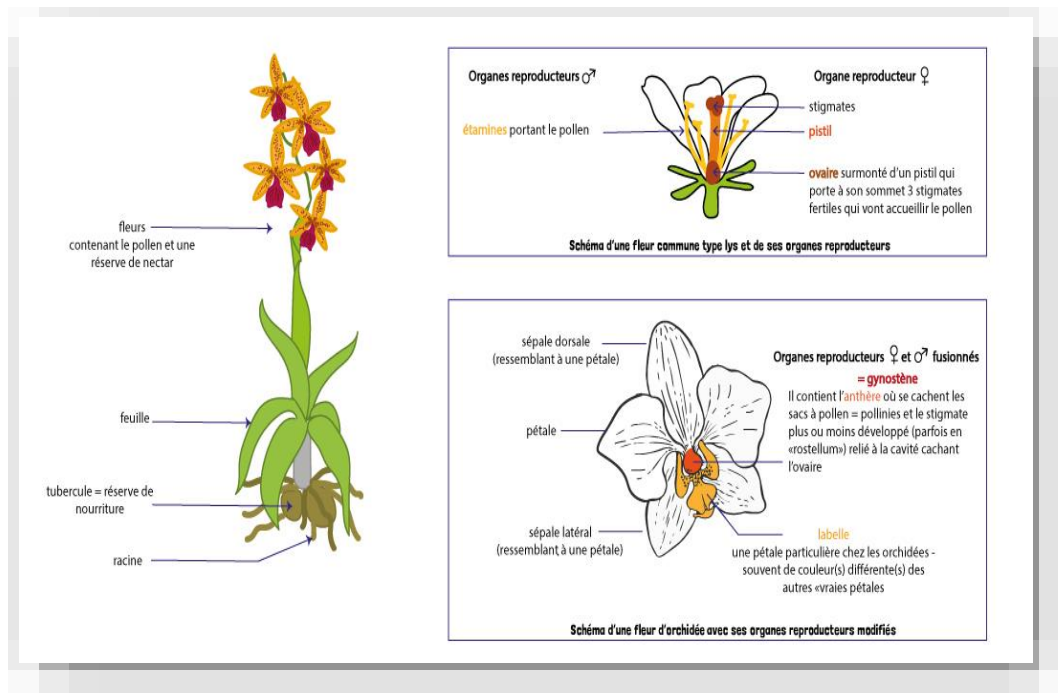 fleurs
contenant le pollen et une
réserve de nectar
feuille
tubercule = réserve de
nourriture
racine
Organes reproducteurs ♂
étamines portant le pollen
Organe reproducteur ♀
stigmates
pistil
ovaire surmonté d'un pistil qui
porte à son sommet 3 stigmates
fertiles qui vont accueillir le pollen
Schéma d'une fleur commune type lys et de ses organes reproducteurs
sépale dorsale
(ressemblant à une pétale)
pétale
sépale latéral
(ressemblant à une pétale)
Organes reproducteurs ♀ et ♂ fusionnés
= gynostène
Il contient l'anthère où se cachent les
sacs à pollen = pollinies et le stigmate
plus ou moins développé (parfois en
«rostellum») relié à la cavité cachant
l'ovaire
labelle
une pétale particulière chez les orchidées -
souvent de couleur(s) différente(s) des
autres «vraies pétales
Schéma d'une fleur d'orchidée avec ses organes reproducteurs modifiés